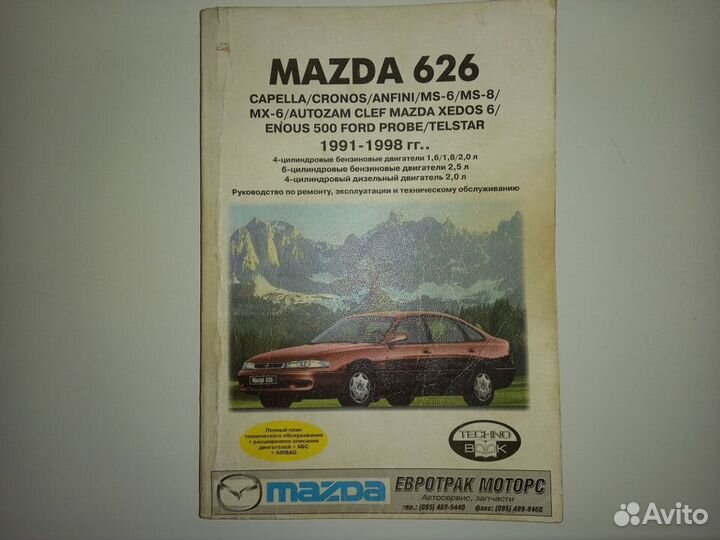 MAZDA 626
CAPELLA/CRONOS/ANFINI/MS-6/MS-8/
MX-6/AUTOZAM CLEF MAZDA XEDOS 6/
ENOUS 500 FORD PROBE/TELSTAR
1991-1998 гг..
4-цилиндровые бензиновые двигатели 1,6/1,8/2,0 л
6-цилиндровые бензиновые двигатели 2,5 л
4-цилиндровый дизельный двигатель 2,0 л
Руководство по ремонту, эксплуатации и техническому обслуживанию
Mazda 626
Полный план
технического обслуживания
• расширенное описание
двигателей • АБС
• AIRBAG
TECHNO
BOOK
mazda
ЕВРОТРАК МОТОРС
Автосервис, запчасти
тел.: (095) 489-9440 факс: (095) 489-9460
Avito